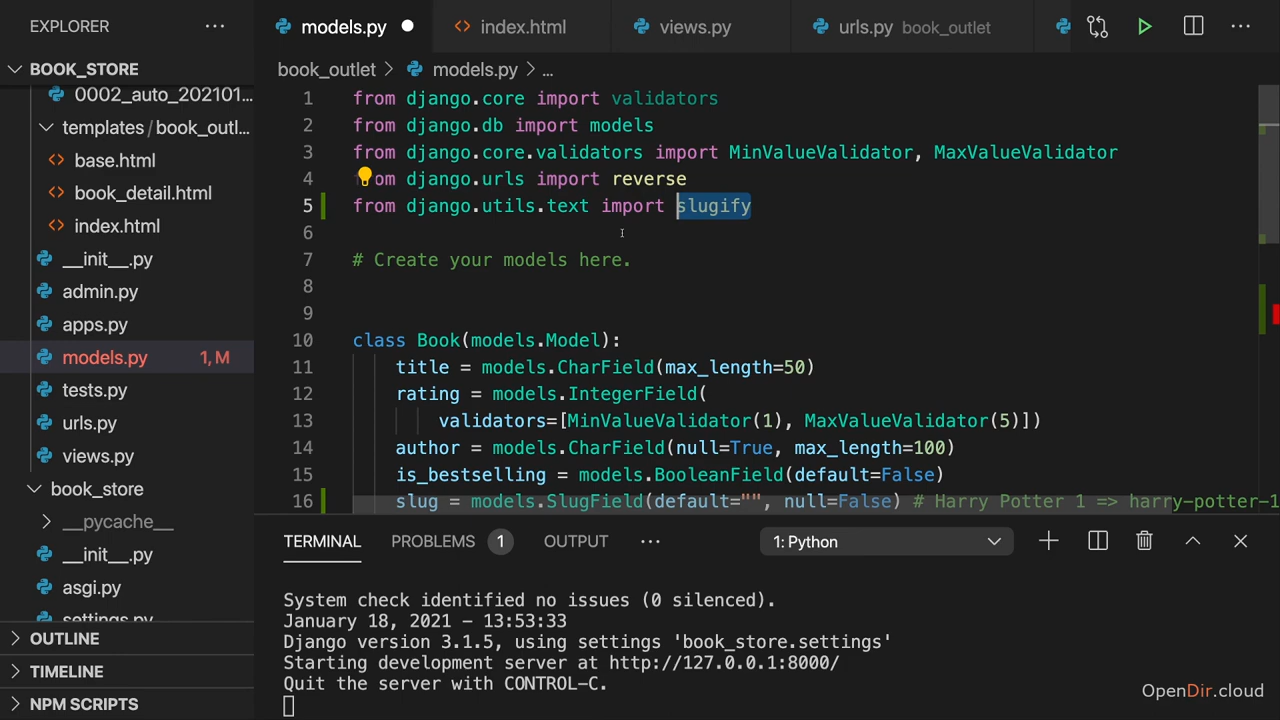 EXPLORER
models.py
index.html
views.py
urls.py book_outlet
BOOK_STORE
book_outlet > models.py > ...
0002_auto_202101...
templates/book_outl...
base.html
book_detail.html
index.html
__init__.py
admin.py
apps.py
models.py 1, M
tests.py
urls.py
views.py
book_store
__pycache__
__init__.py
asgi.py
settings.py
OUTLINE
TIMELINE
NPM SCRIPTS
1 from django.core import validators
2 from django.db import models
3 from django.core.validators import MinValueValidator, MaxValueValidator
4 from django.urls import reverse
5 from django.utils.text import slugify
6
7 # Create your models here.
8
9
10 class Book(models.Model):
11 title = models.CharField(max_length=50)
12 rating = models.IntegerField(
13 validators=[MinValueValidator(1), MaxValueValidator(5)])
14 author = models.CharField(null=True, max_length=100)
15 is_bestselling = models.BooleanField(default=False)
16 slug = models.SlugField(default="", null=False) # Harry Potter 1 => harry-potter-1
TERMINAL PROBLEMS 1 OUTPUT ... 1: Python
System check identified no issues (0 silenced).
January 18, 2021 - 13:53:33
Django version 3.1.5, using settings 'book_store.settings'
Starting development server at http://127.0.0.1:8000/
Quit the server with CONTROL-C.
OpenDir.cloud